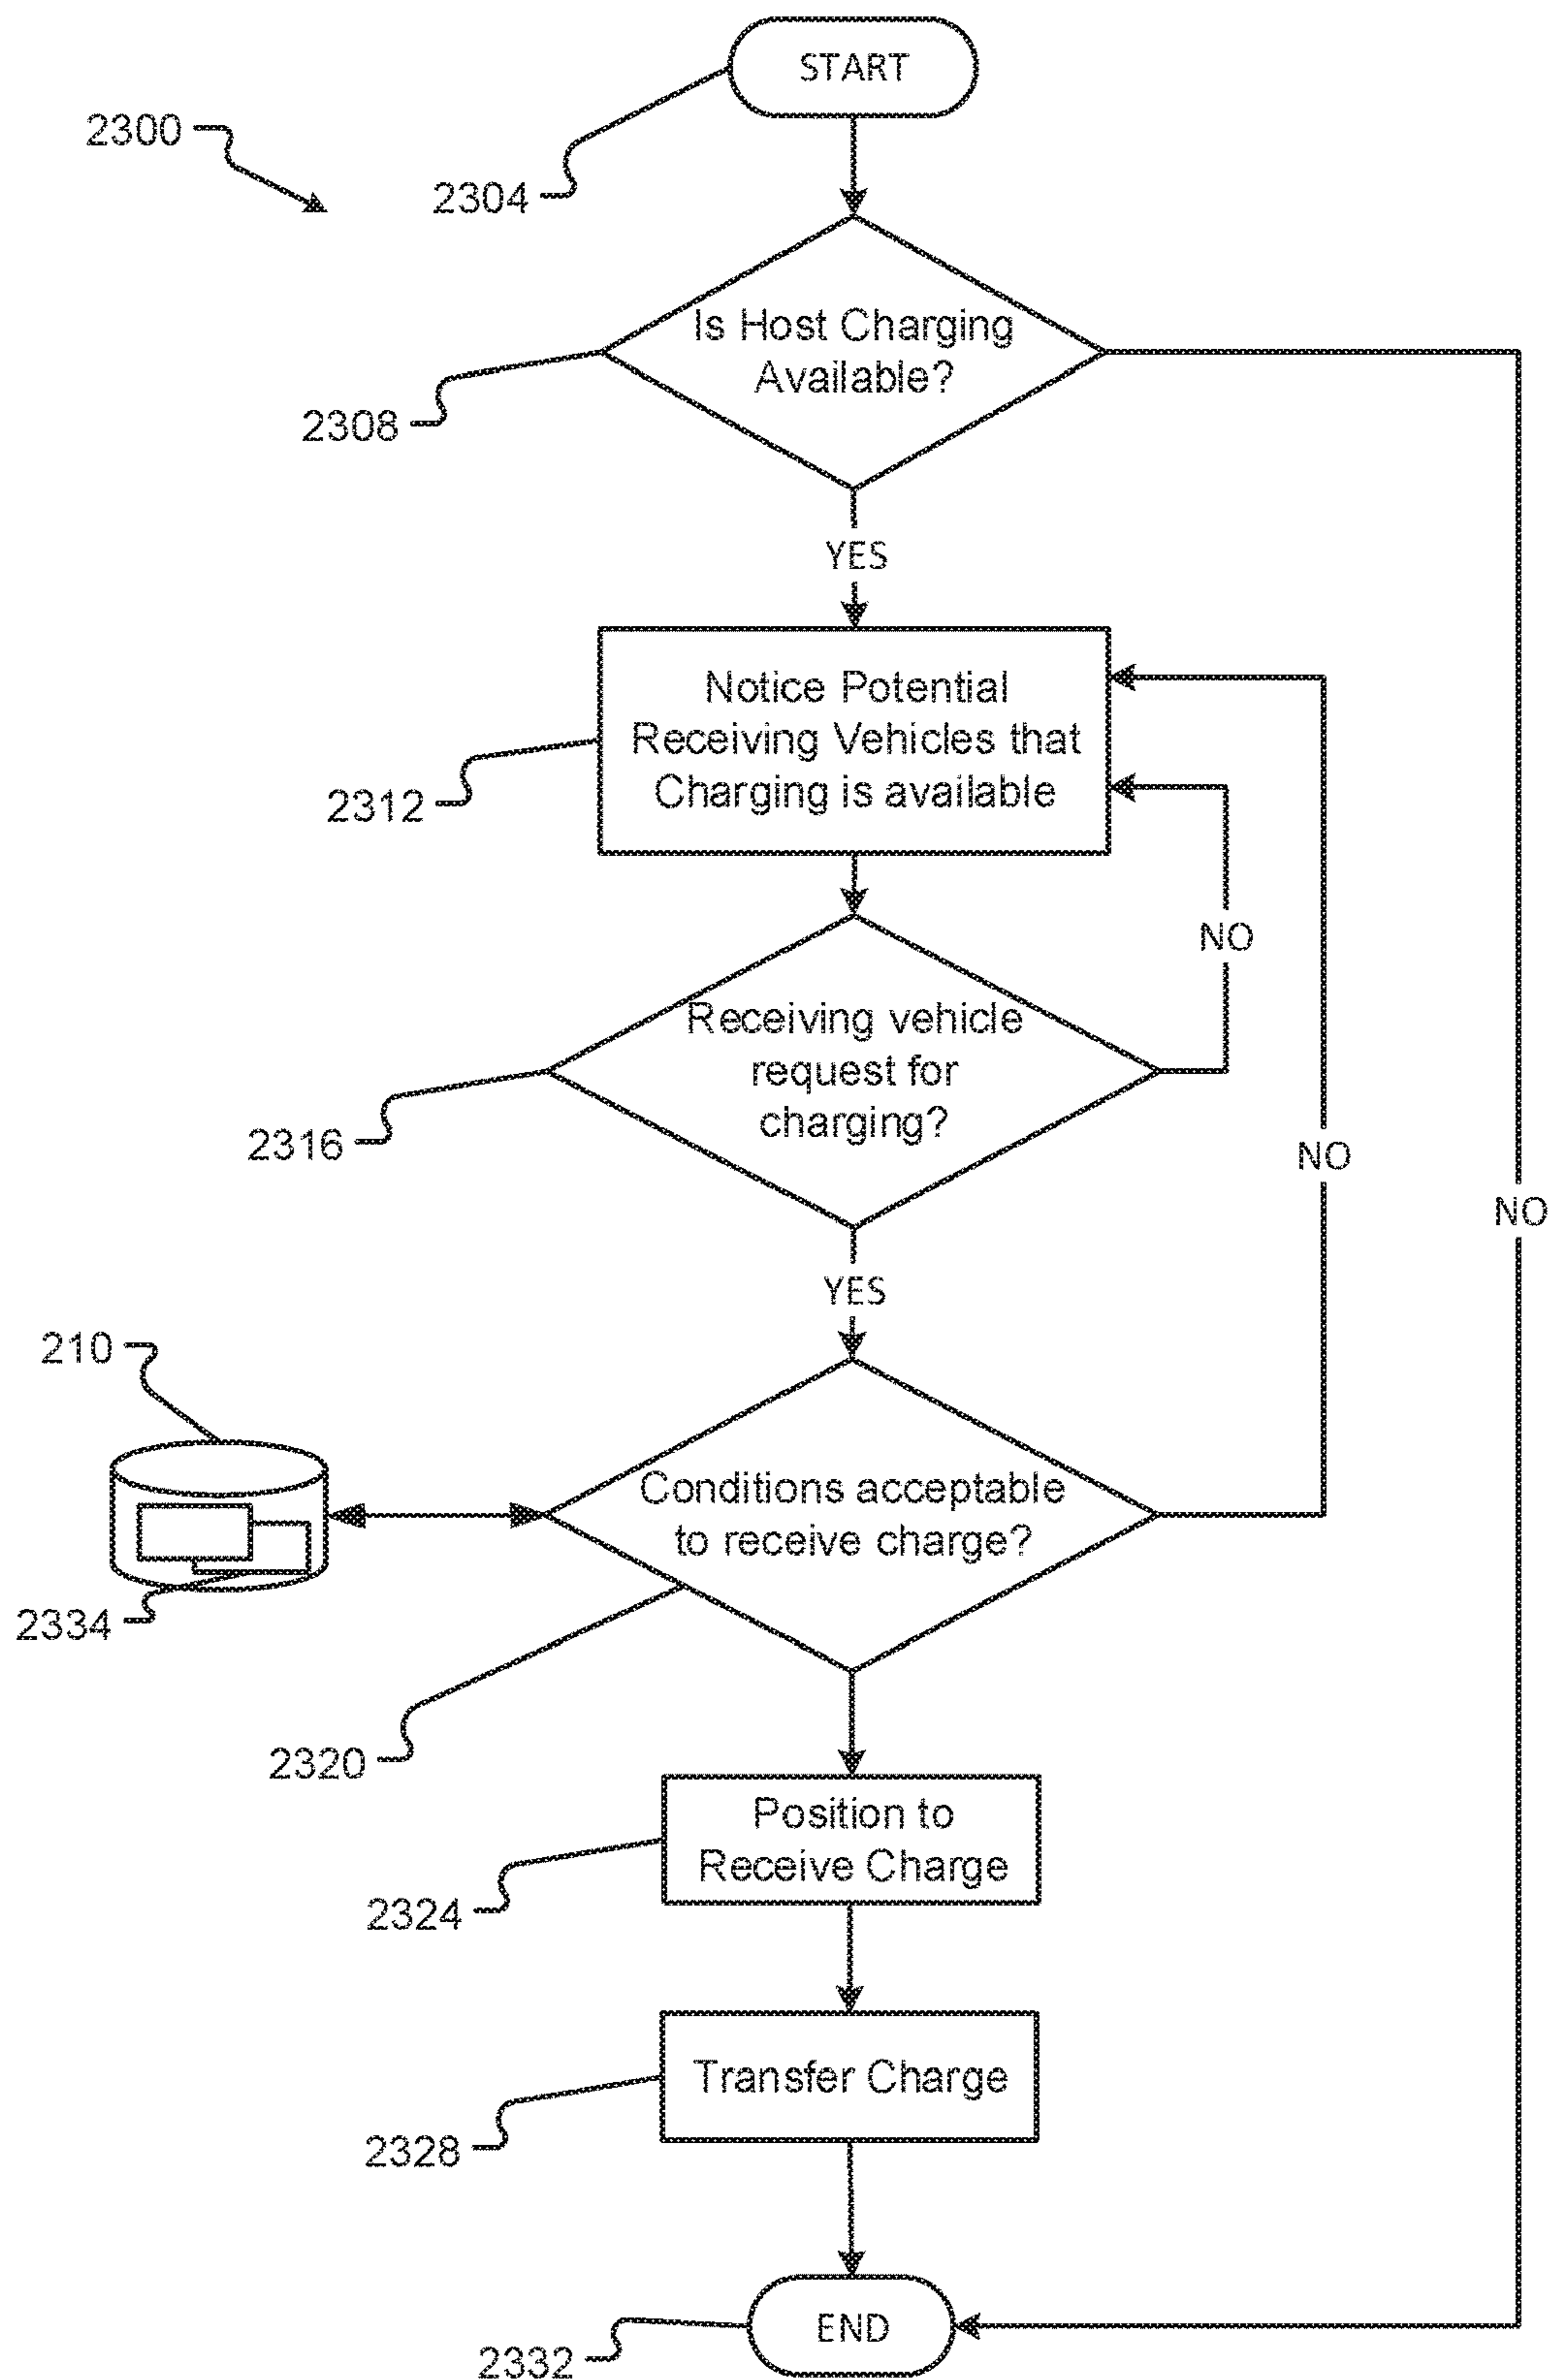 START
2300
2304
Is Host Charging
Available?
2308
YES
Notice Potential
Receiving Vehicles that
Charging is available
2312
NO
Receiving vehicle
request for
charging?
2316
NO
NO
YES
210
Conditions acceptable
to receive charge?
2334
2320
Position to
Receive Charge
2324
Transfer Charge
2328
END
2332